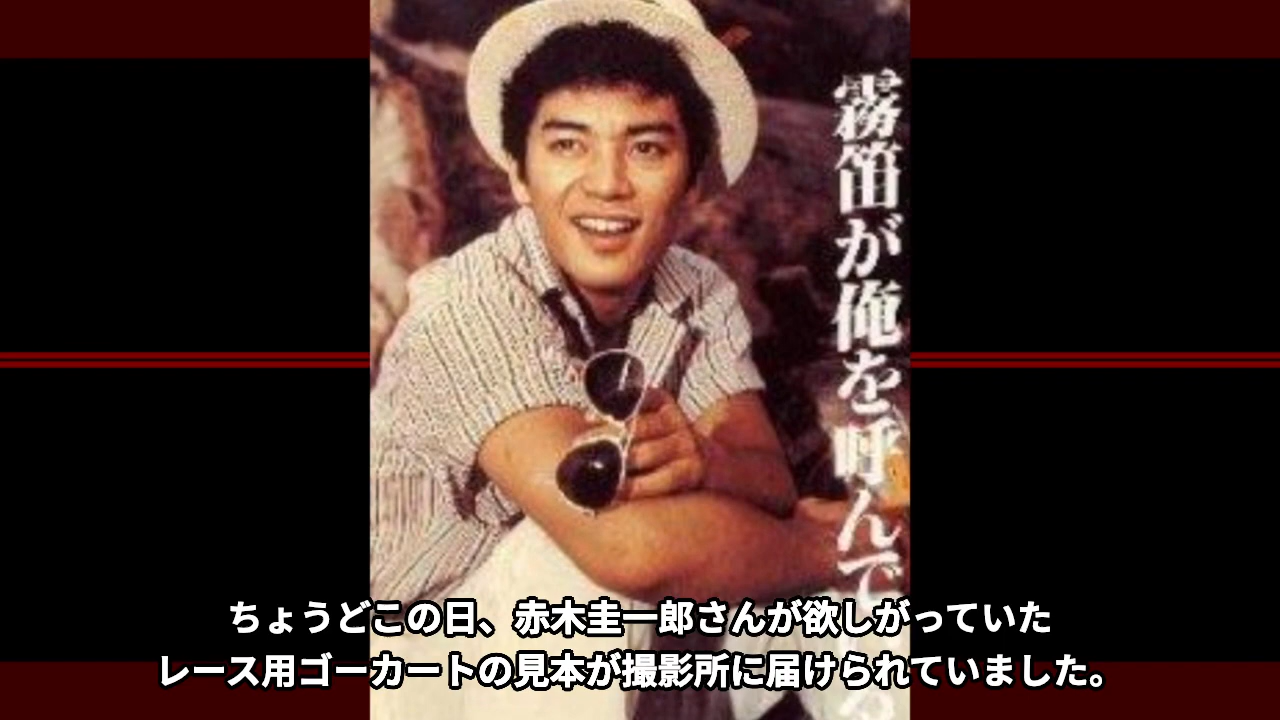 霧笛が俺を呼んでいる
ちょうどこの日、赤木圭一郎さんが欲しがっていた
レース用ゴーカートの見本が撮影所に届けられていました。